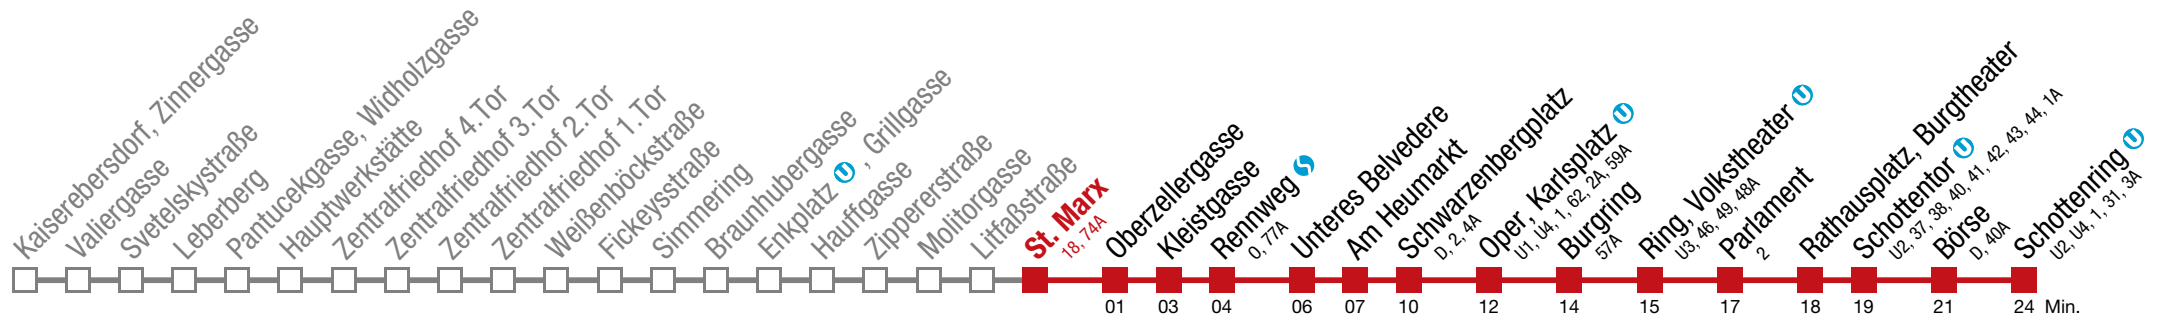 Kaiserebersdorf, Zinnergasse
Valiergasse
Svetelskystraße
Leberberg
Pantucekgasse, Widholzgasse
Hauptwerkstätte
Zentralfriedhof 4.Tor
Zentralfriedhof 3.Tor
Zentralfriedhof 2.Tor
Zentralfriedhof 1.Tor
Weißenböckstraße
Fickeysstraße
Simmering
Braunhubergasse
Enkplatz U , Grillgasse
Hauffgasse
Zippererstraße
Molitorgasse
Litfaßstraße
St. Marx
18, 74A
Oberzellergasse
01
Kleistgasse
03
Rennweg S
O, 77A
04
Unteres Belvedere
06
Am Heumarkt
07
Schwarzenbergplatz
D, 2, 4A
10
Oper, Karlsplatz U
U1, U4, 1, 62, 2A, 59A
12
Burgring
57A
14
Ring, Volkstheater U
U3, 46, 49, 48A
15
Parlament
2
17
Rathausplatz, Burgtheater
18
Schottentor U
U2, 37, 38, 40, 41, 42, 43, 44, 1A
19
Börse
D, 40A
21
Schottenring U
U2, U4, 1, 31, 3A
24 Min.